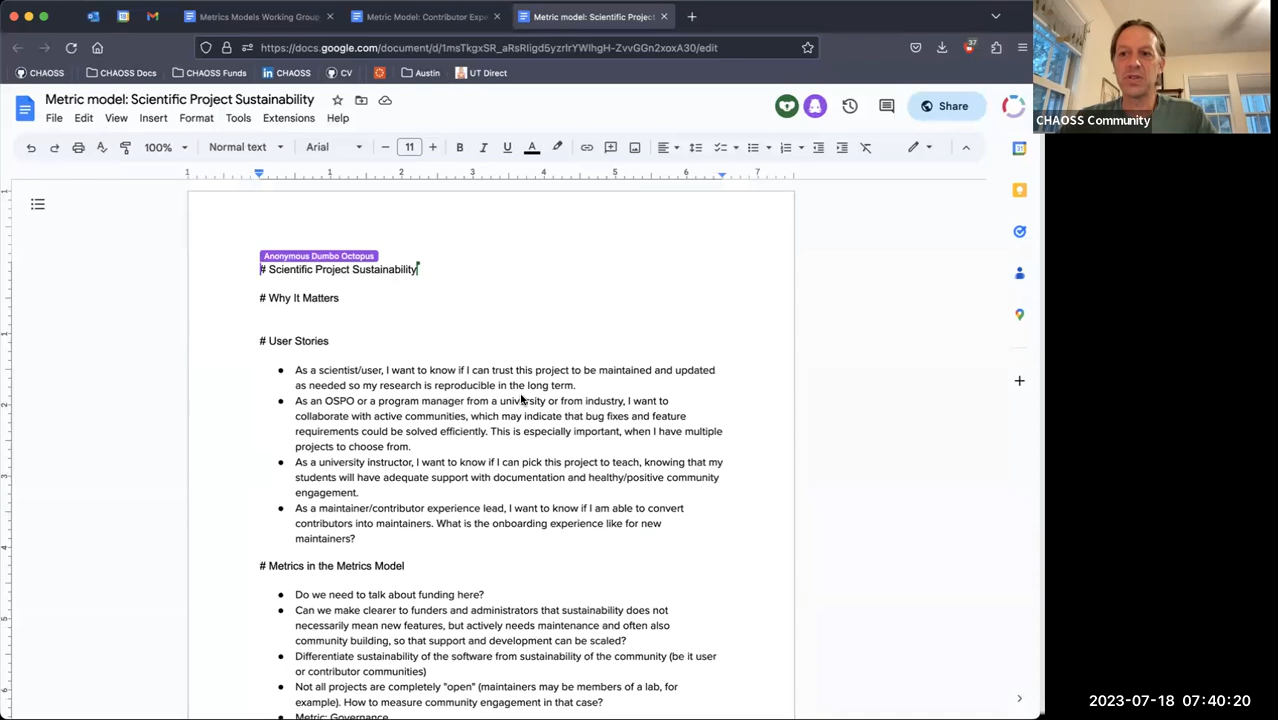 Metrics Models Working Group
Metric Model: Contributor Expe
Metric model: Scientific Project
https://docs.google.com/document/d/1msTkgxSR_aRsRIigd5yzrIrYWlhgH-ZvvGGn2xoxA30/edit
37
CHAOSS
CHAOSS Docs
CHAOSS Funds
CHAOSS
CV
Austin
UT Direct
CHAOSS Community
Metric model: Scientific Project Sustainability
Share
File Edit View Insert Format Tools Extensions Help
100% Normal text Arial 11
1 1 2 3 4 5 6 7
Anonymous Dumbo Octopus
# Scientific Project Sustainability
# Why It Matters
# User Stories
● As a scientist/user, I want to know if I can trust this project to be maintained and updated
as needed so my research is reproducible in the long term.
● As an OSPO or a program manager from a university or from industry, I want to
collaborate with active communities, which may indicate that bug fixes and feature
requirements could be solved efficiently. This is especially important, when I have multiple
projects to choose from.
● As a university instructor, I want to know if I can pick this project to teach, knowing that my
students will have adequate support with documentation and healthy/positive community
engagement.
● As a maintainer/contributor experience lead, I want to know if I am able to convert
contributors into maintainers. What is the onboarding experience like for new
maintainers?
# Metrics in the Metrics Model
● Do we need to talk about funding here?
● Can we make clearer to funders and administrators that sustainability does not
necessarily mean new features, but actively needs maintenance and often also
community building, so that support and development can be scaled?
● Differentiate sustainability of the software from sustainability of the community (be it user
or contributor communities)
● Not all projects are completely "open" (maintainers may be members of a lab, for
example). How to measure community engagement in that case?
● Metric: Governance
2023-07-18 07:40:20